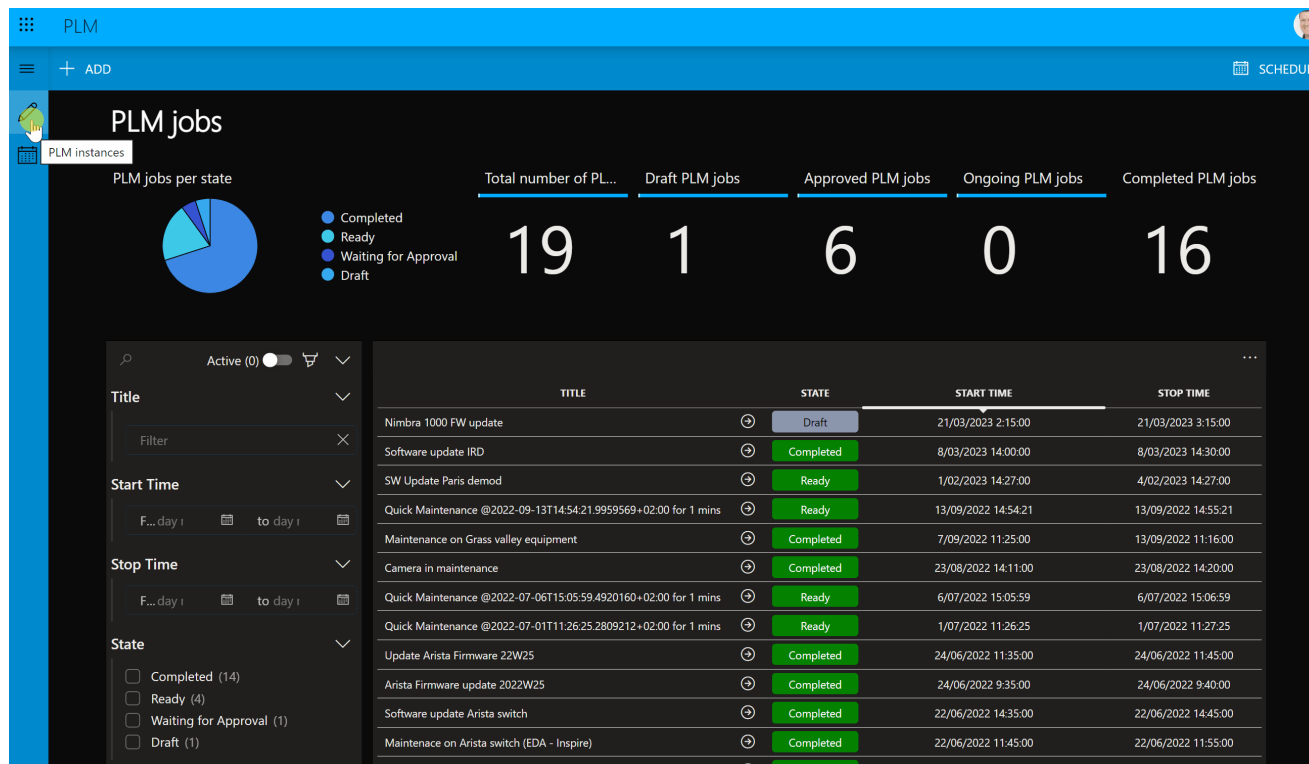 PLM
ADD
SCHEDU
PLM jobs
PLM instances
PLM jobs per state
Completed
Ready
Waiting for Approval
Draft
Total number of PL...
19
Draft PLM jobs
1
Approved PLM jobs
6
Ongoing PLM jobs
0
Completed PLM jobs
16
Active (0)
Title
Filter
Start Time
F... day to day
Stop Time
F... day to day
State
Completed (14)
Ready (4)
Waiting for Approval (1)
Draft (1)
...
TITLE STATE START TIME STOP TIME
Nimbra 1000 FW update Draft 21/03/2023 2:15:00 21/03/2023 3:15:00
Software update IRD Completed 8/03/2023 14:00:00 8/03/2023 14:30:00
SW Update Paris demod Ready 1/02/2023 14:27:00 4/02/2023 14:27:00
Quick Maintenance @2022-09-13T14:54:21.9959569+02:00 for 1 mins Ready 13/09/2022 14:54:21 13/09/2022 14:55:21
Maintenance on Grass valley equipment Completed 7/09/2022 11:25:00 13/09/2022 11:16:00
Camera in maintenance Completed 23/08/2022 14:11:00 23/08/2022 14:20:00
Quick Maintenance @2022-07-06T15:05:59.4920160+02:00 for 1 mins Ready 6/07/2022 15:05:59 6/07/2022 15:06:59
Quick Maintenance @2022-07-01T11:26:25.2809212+02:00 for 1 mins Ready 1/07/2022 11:26:25 1/07/2022 11:27:25
Update Arista Firmware 22W25 Completed 24/06/2022 11:35:00 24/06/2022 11:45:00
Arista Firmware update 2022W25 Completed 24/06/2022 9:35:00 24/06/2022 9:40:00
Software update Arista switch Completed 22/06/2022 14:35:00 22/06/2022 14:45:00
Maintenace on Arista switch (EDA - Inspire) Completed 22/06/2022 11:45:00 22/06/2022 11:55:00